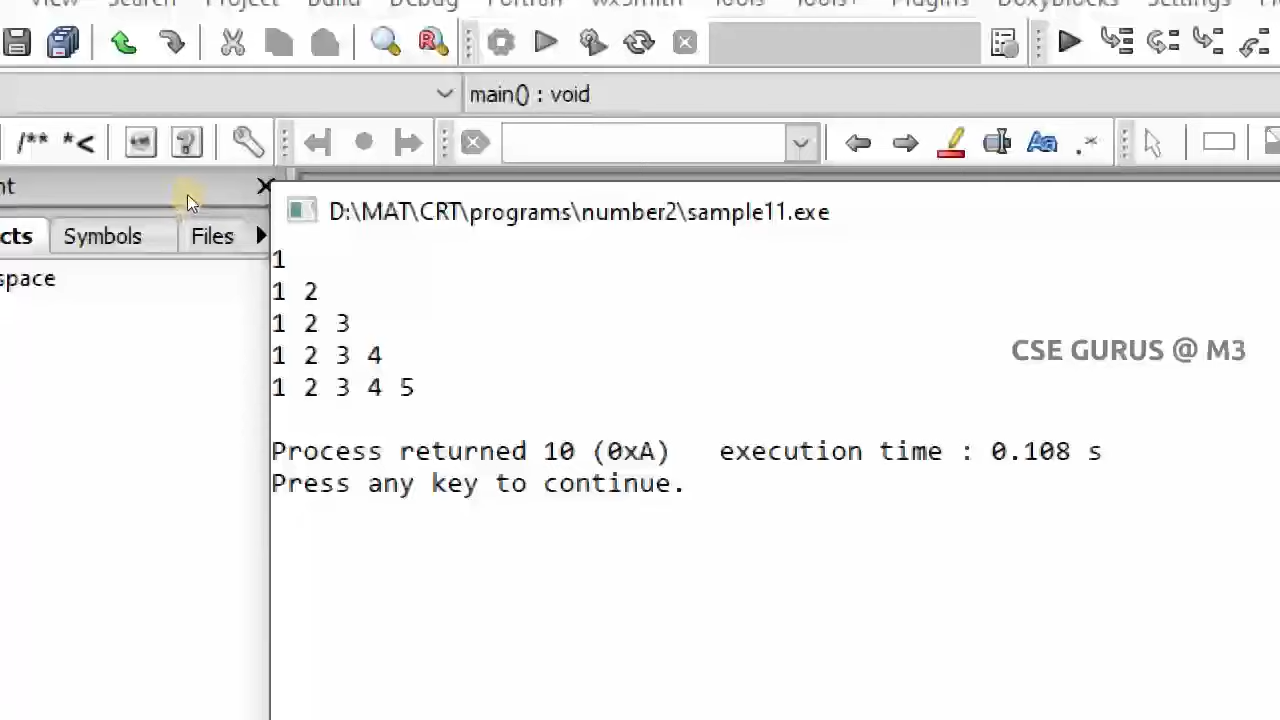 View Search Project Build Debug Fortran wxSmith Tools Tools+ Plugins DoxyBlocks Settings
main() : void
/** *<
Aa .*
nt
cts Symbols Files
space
D:\MAT\CRT\programs\number2\sample11.exe
1
1 2
1 2 3
1 2 3 4
1 2 3 4 5
CSE GURUS @ M3
Process returned 10 (0xA) execution time : 0.108 s
Press any key to continue.